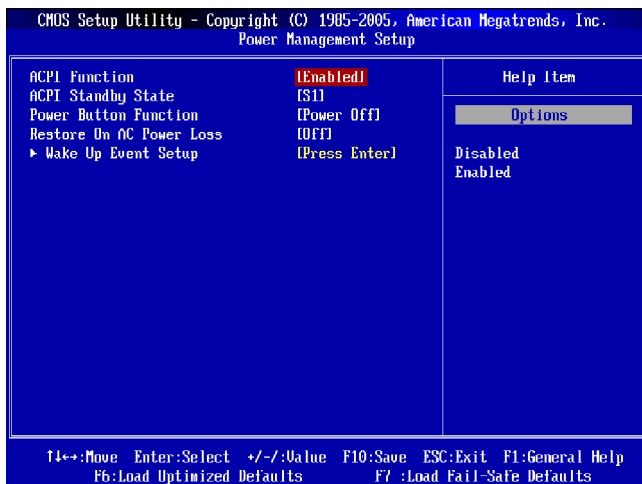 CMOS Setup Utility - Copyright (C) 1985-2005, American Megatrends, Inc.
Power Management Setup
ACPI Function [Enabled]
ACPI Standby State [S1]
Power Button Function [Power Off]
Restore On AC Power Loss [Off]
▶ Wake Up Event Setup [Press Enter]
Help Item
Options
Disabled
Enabled
↑↓←→:Move Enter:Select +/-/:Value F10:Save ESC:Exit F1:General Help
F6:Load Optimized Defaults F7 :Load Fail-Safe Defaults